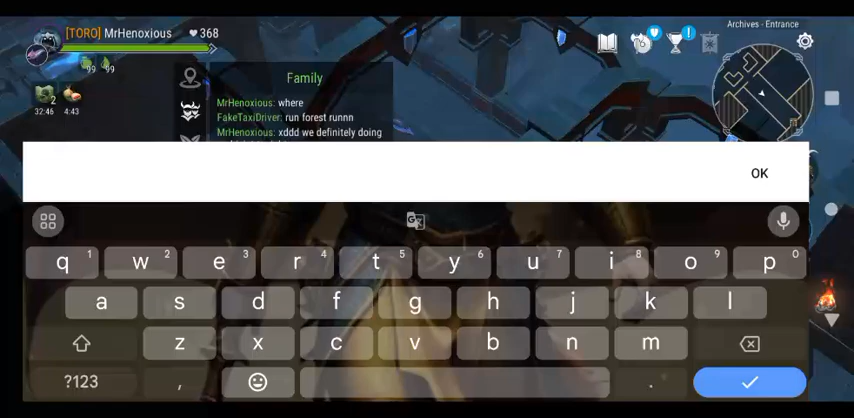 Archives - Entrance
[TORO] MrHenoxious ♥368
99 99
2
32:46 4:43
Family
MrHenoxious: where
FakeTaxiDriver: run forest runnn
MrHenoxious: xddd we definitely doing
OK
q 1 w 2 e 3 r 4 t 5 y 6 u 7 i 8 o 9 p 0
a s d f g h j k l
z x c v b n m
?123 , .